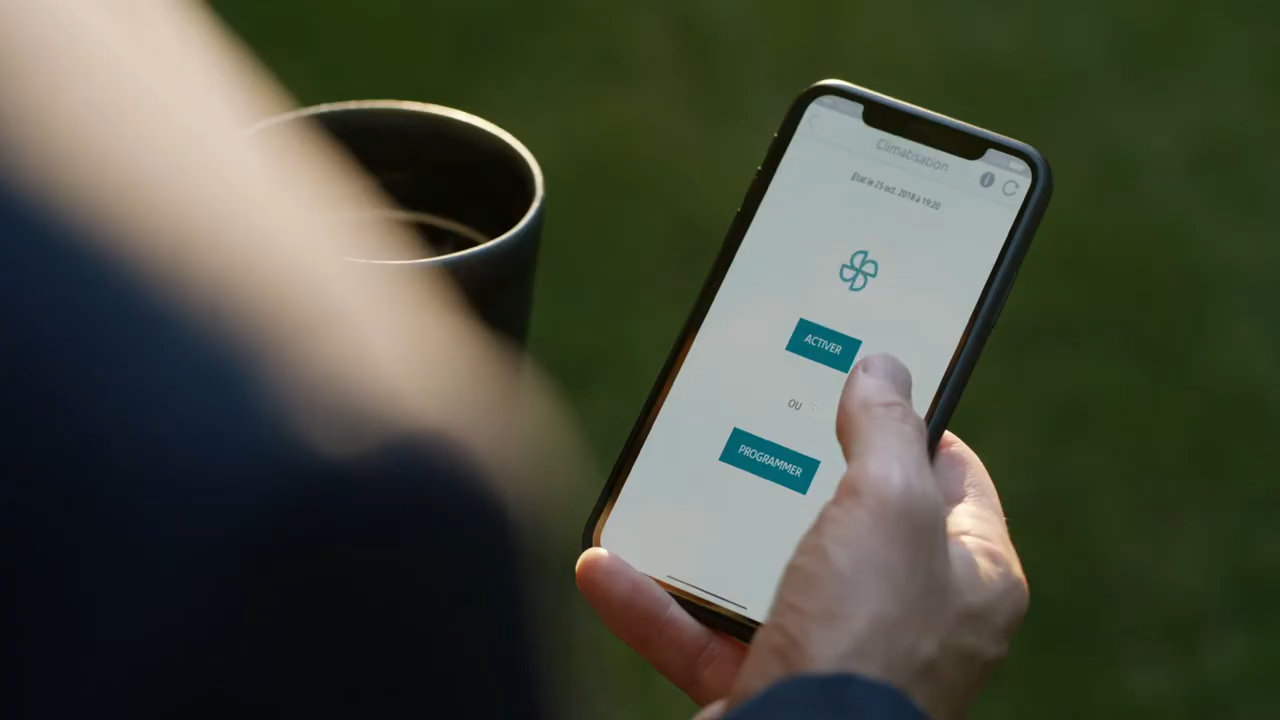 Climatisation
État le 25 oct. 2018 à 19:20
ACTIVER
OU
PROGRAMMER